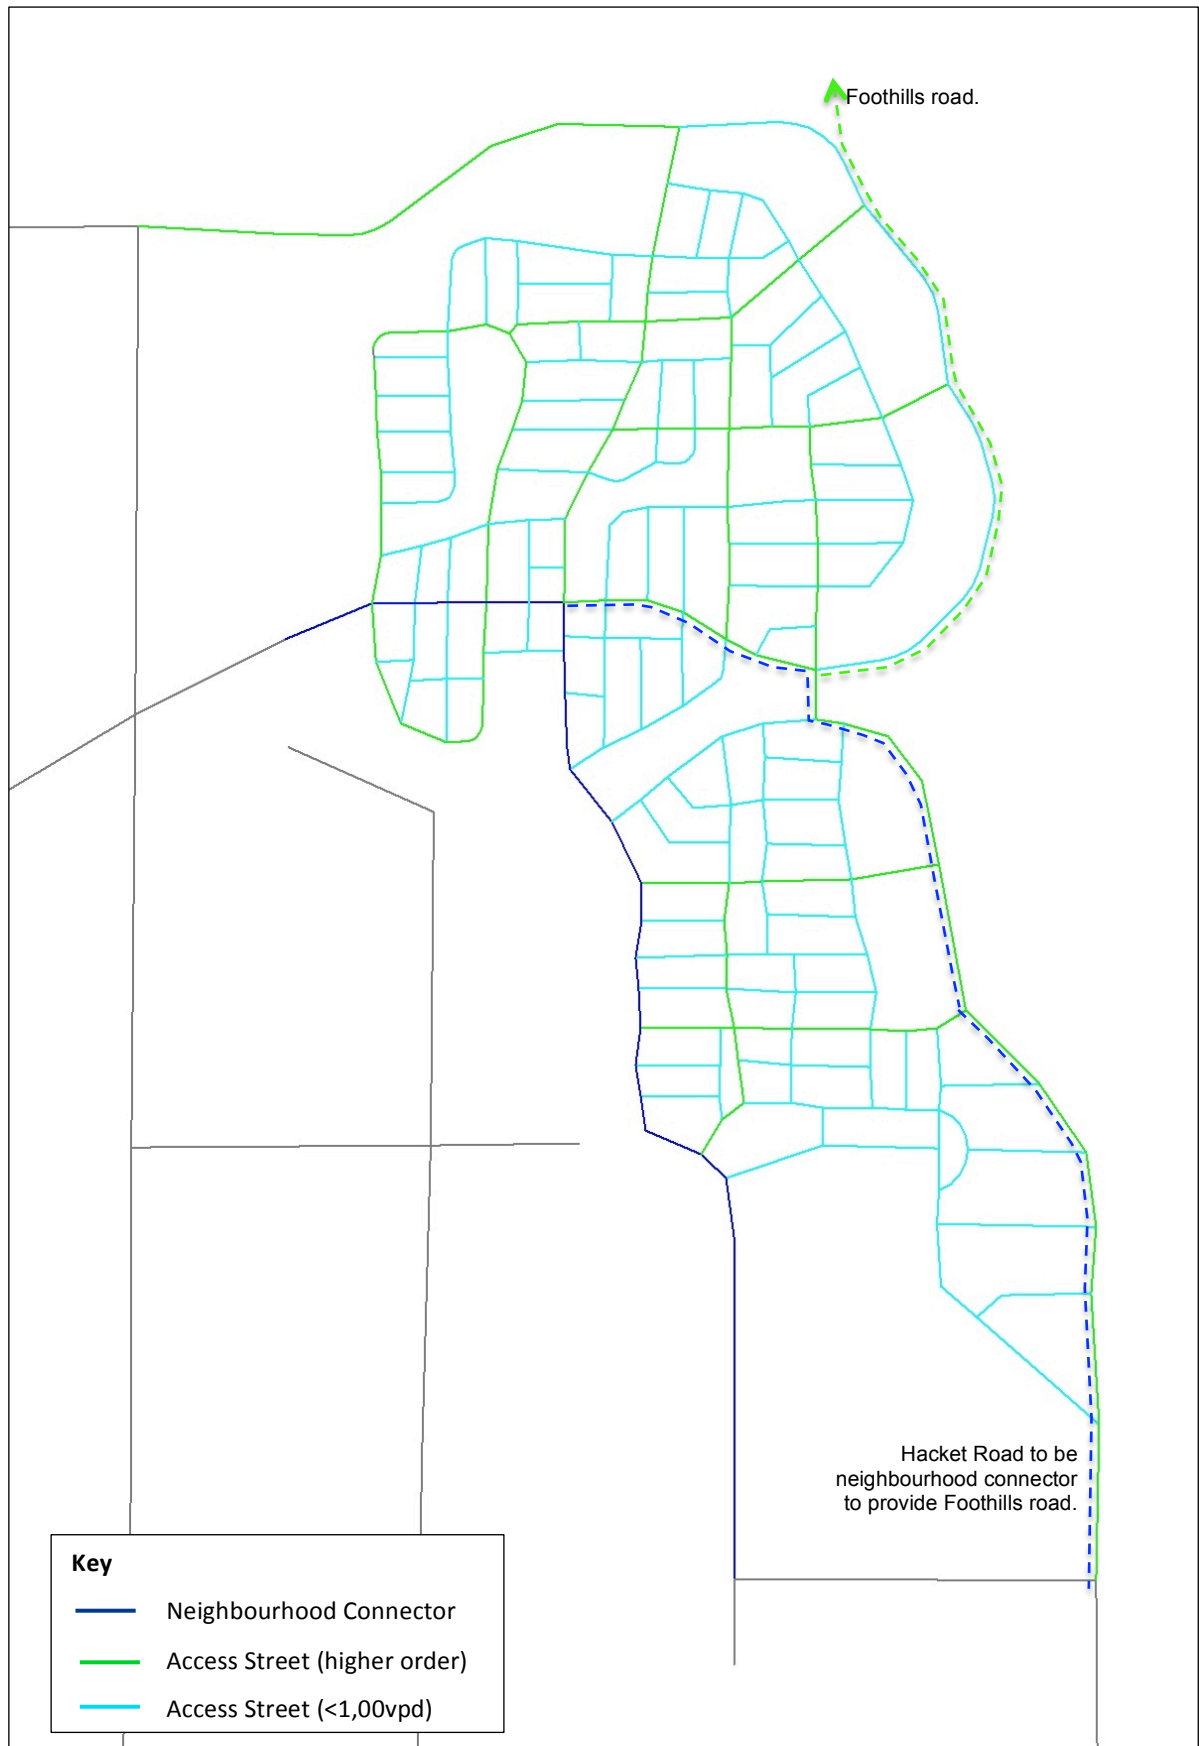 Foothills road.
Hacket Road to be
neighbourhood connector
to provide Foothills road.
Key
Neighbourhood Connector
Access Street (higher order)
Access Street (<1,00vpd)